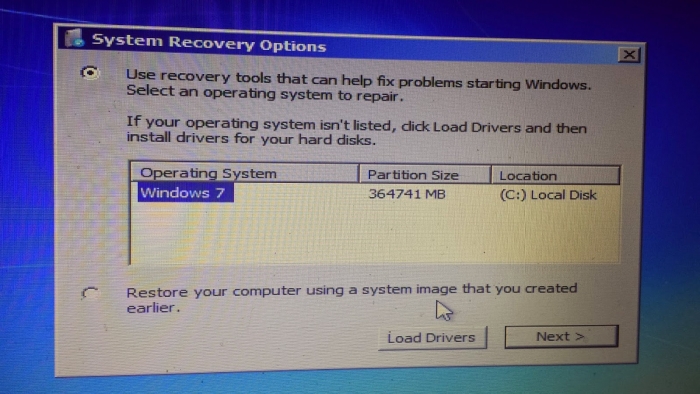 System Recovery Options
Use recovery tools that can help fix problems starting Windows.
Select an operating system to repair.
If your operating system isn't listed, click Load Drivers and then
install drivers for your hard disks.
Operating System Partition Size Location
Windows 7 364741 MB (C:) Local Disk
Restore your computer using a system image that you created
earlier.
Load Drivers Next >